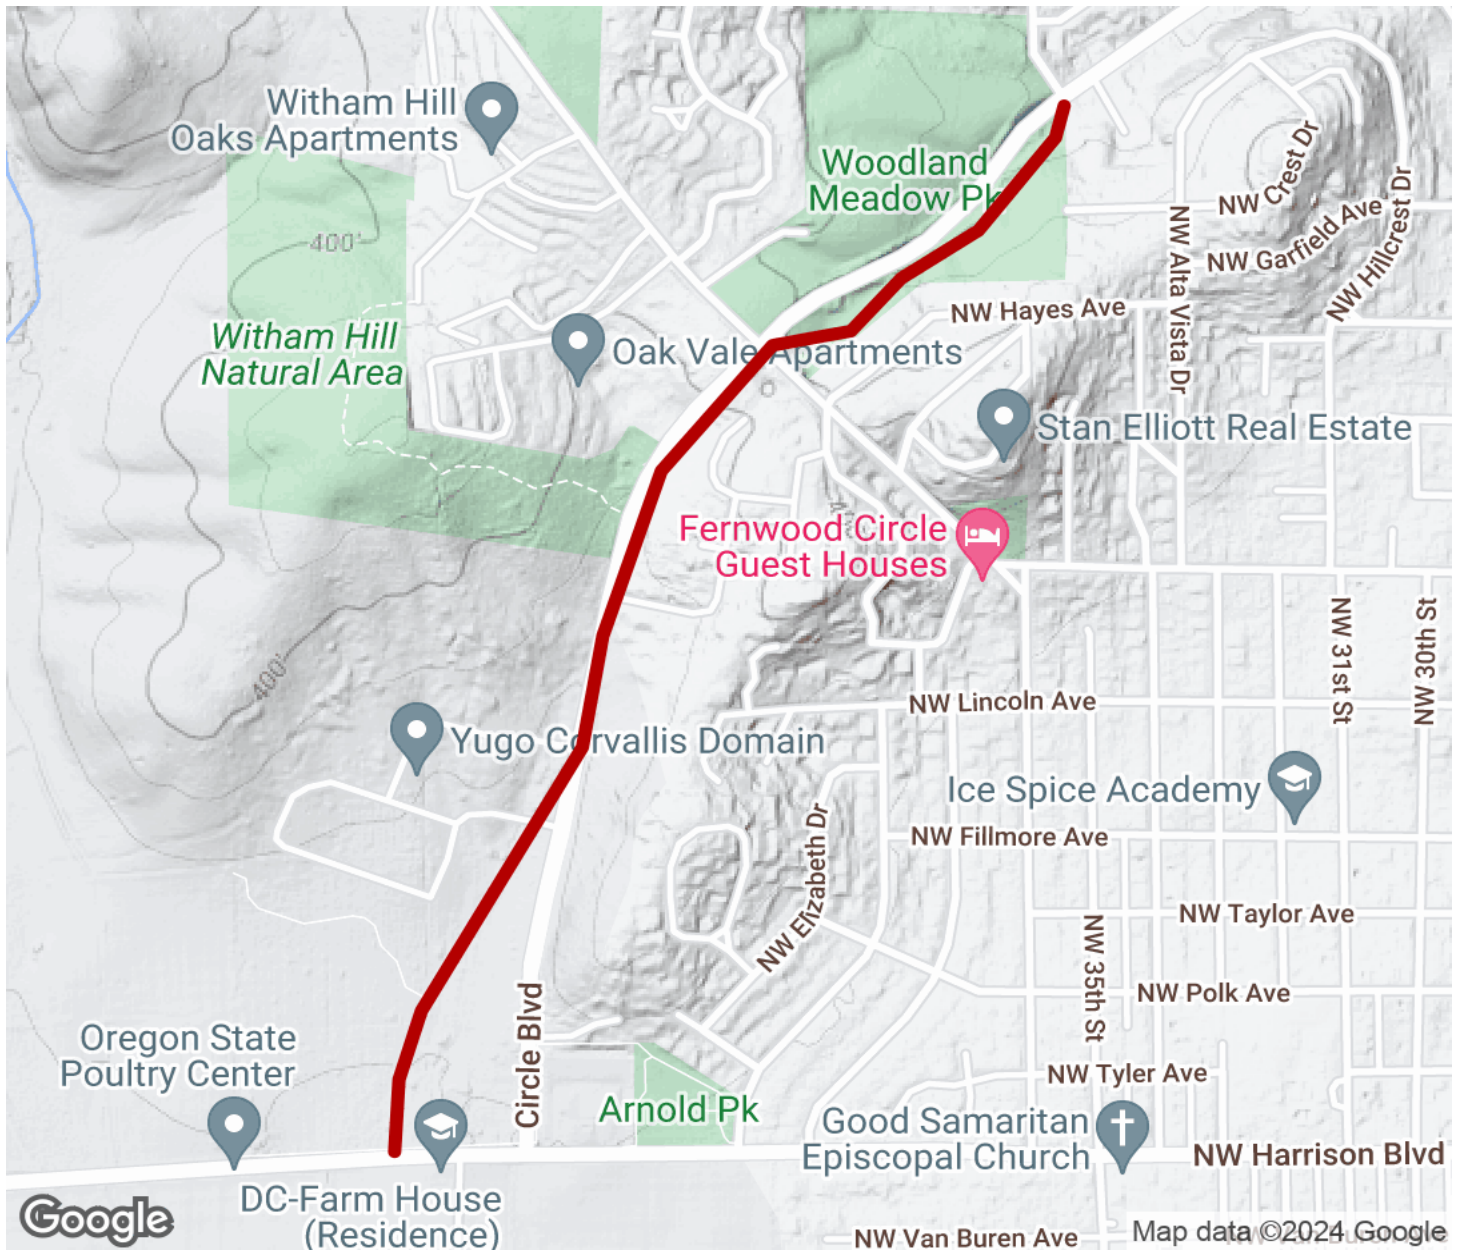 Witham Hill
Oaks Apartments
Woodland
Meadow Pk
NW Crest Dr
NW Garfield Ave
NW Hillcrest Dr
NW Alta Vista Dr
400'
NW Hayes Ave
Witham Hill
Natural Area
Oak Vale Apartments
Stan Elliott Real Estate
Fernwood Circle
Guest Houses
NW 31st St
NW 30th St
400'
NW Lincoln Ave
Yugo Corvallis Domain
Ice Spice Academy
NW Elizabeth Dr
NW Fillmore Ave
NW Taylor Ave
NW 35th St
NW Polk Ave
Circle Blvd
Oregon State
Poultry Center
NW Tyler Ave
Arnold Pk
Good Samaritan
Episcopal Church
NW Harrison Blvd
DC-Farm House
(Residence)
Google
NW Van Buren Ave
Map data ©2024 Google